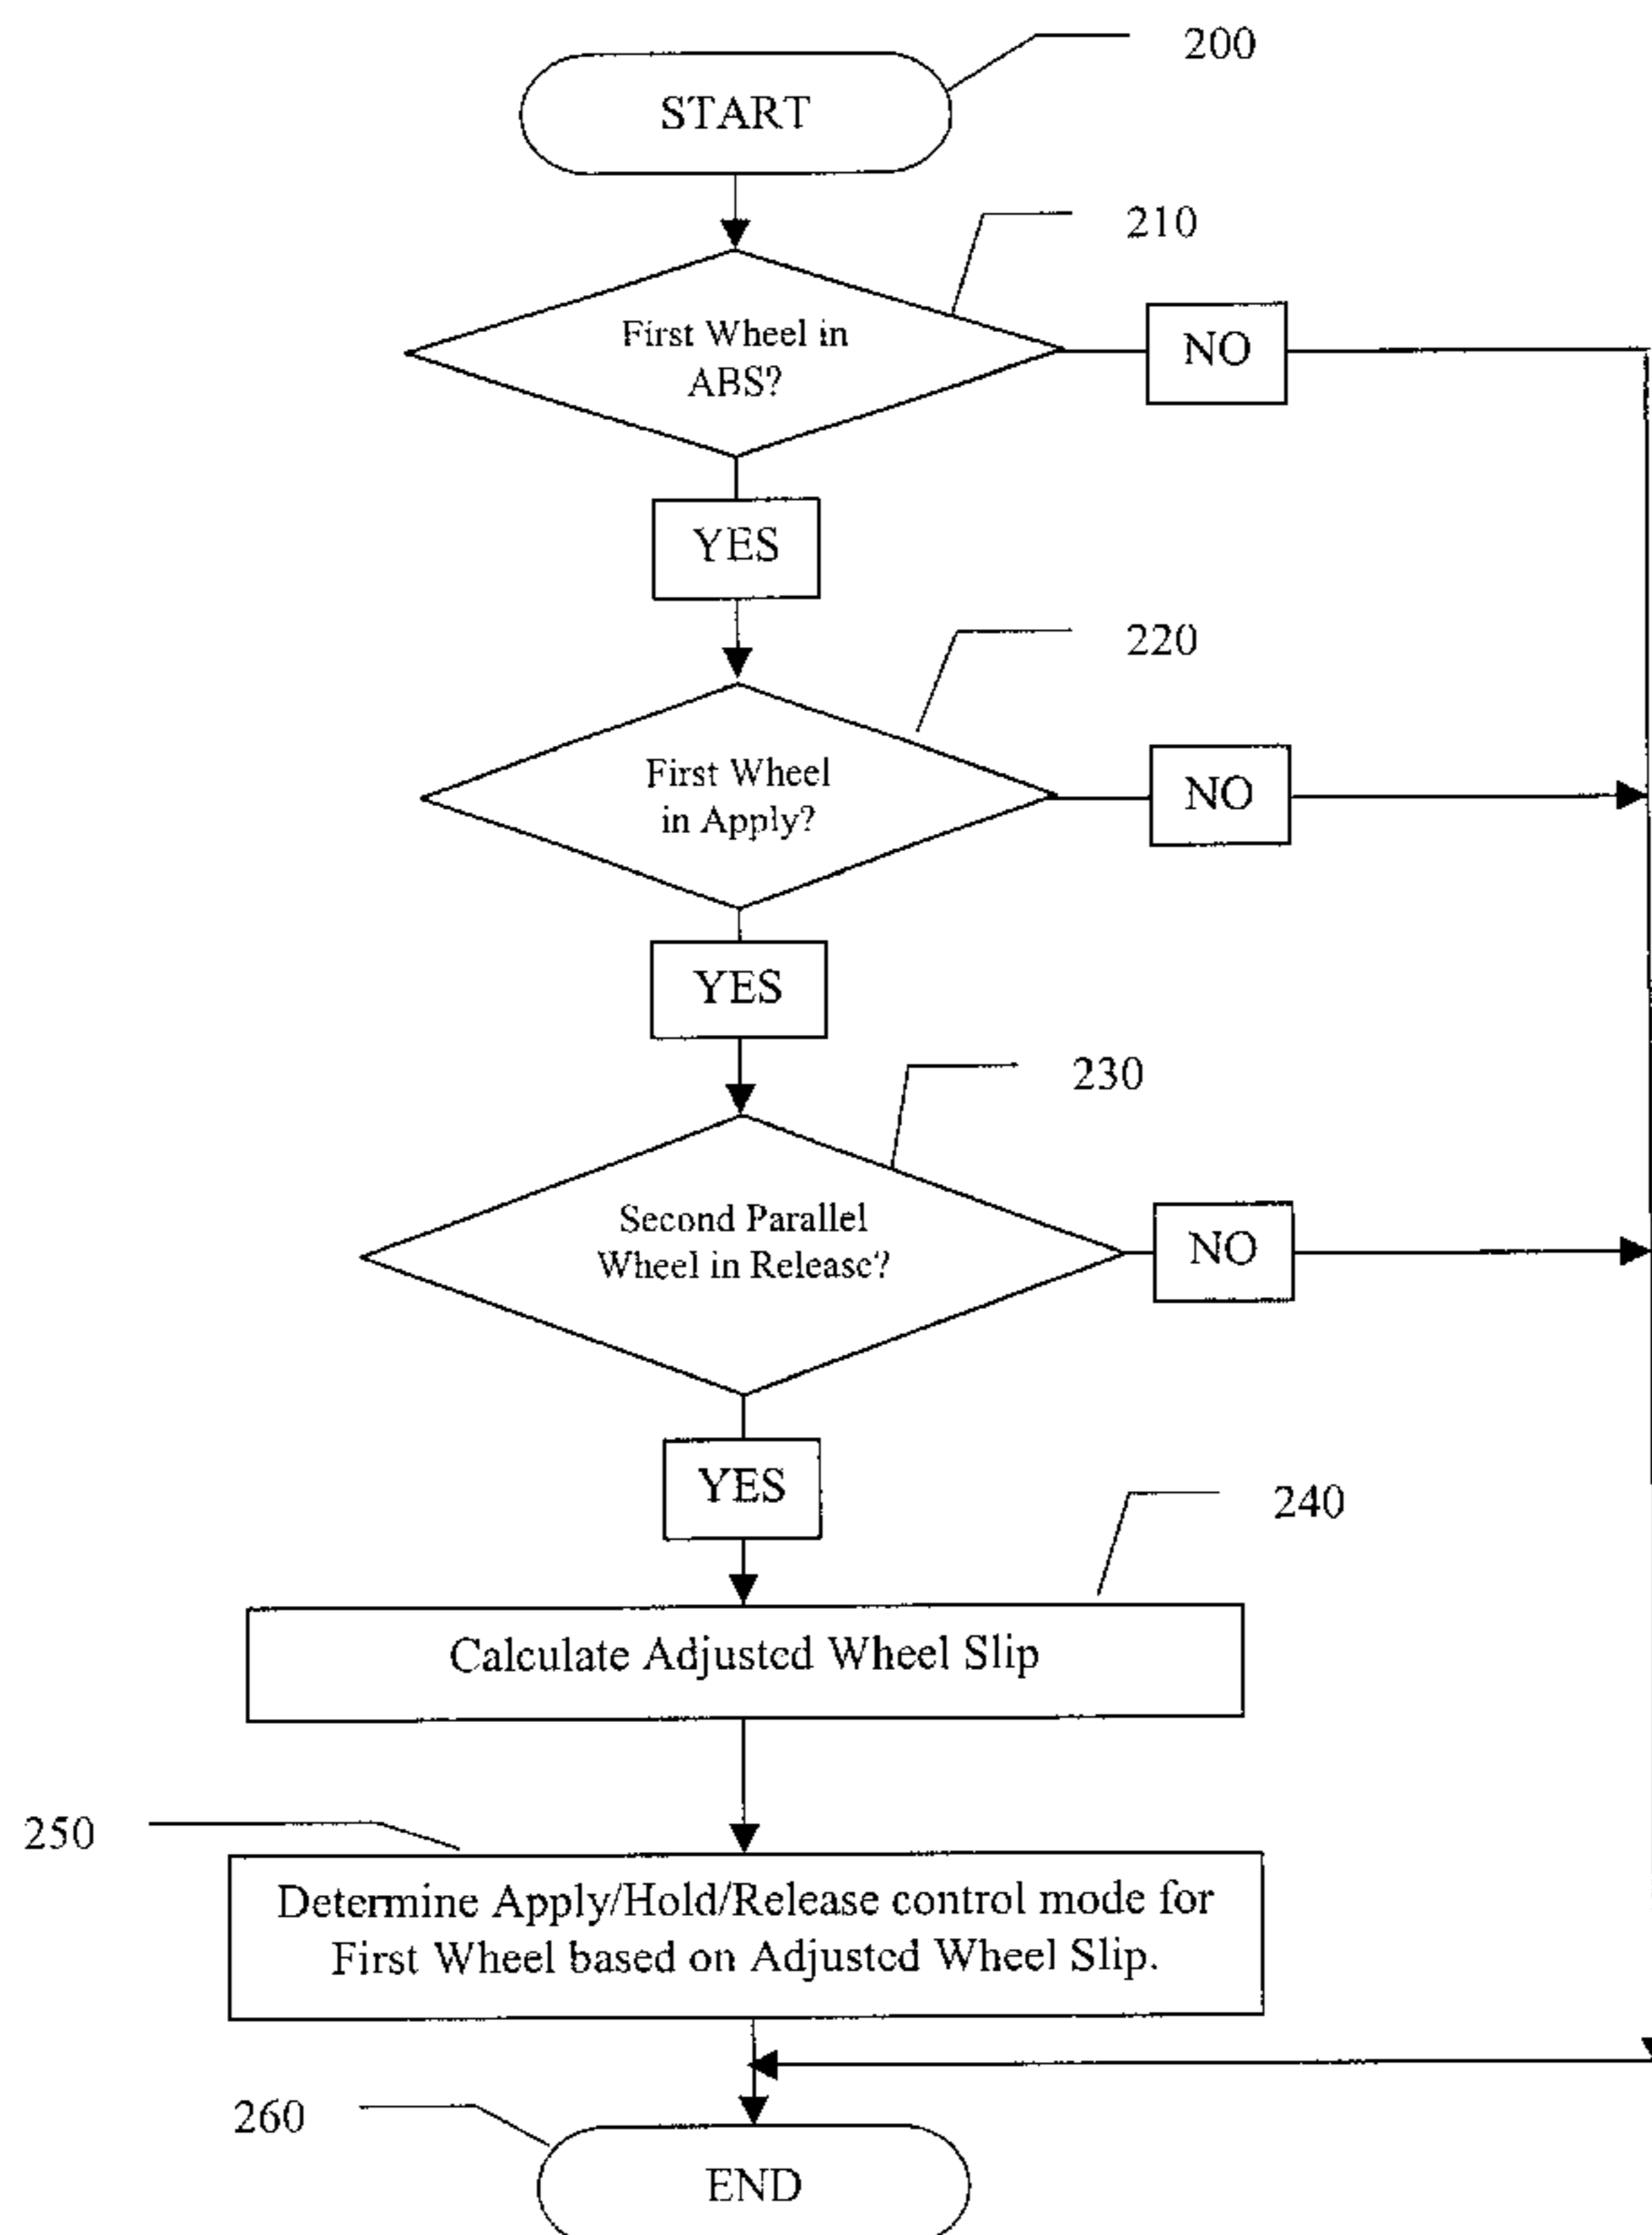 200
START
210
First Wheel in
ABS?
NO
YES
220
First Wheel
in Apply?
NO
YES
230
Second Parallel
Wheel in Release?
NO
YES
240
Calculate Adjusted Wheel Slip
250
Determine Apply/Hold/Release control mode for
First Wheel based on Adjusted Wheel Slip.
260
END